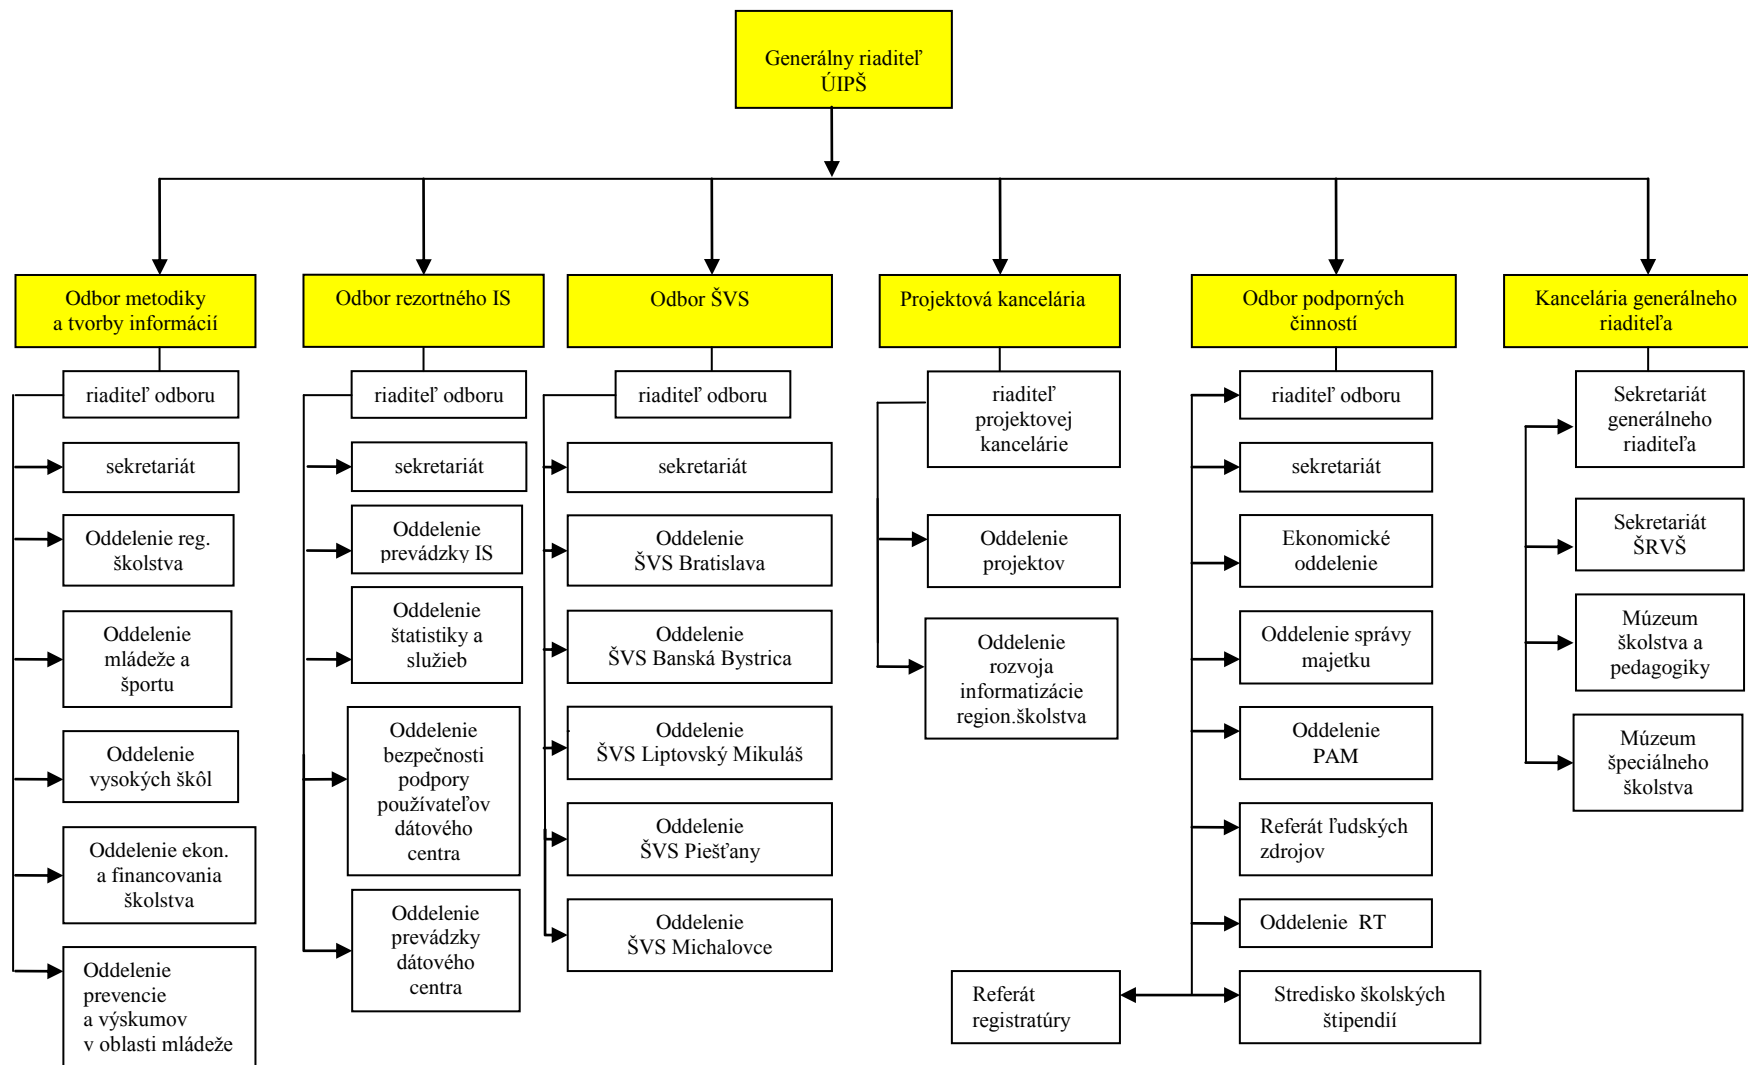 Generálny riaditeľ
ÚIPŠ
Odbor metodiky
a tvorby informácií
riaditeľ odboru
sekretariát
Oddelenie reg.
školstva
Oddelenie
mládeže a
športu
Oddelenie
vysokých škôl
Oddelenie ekon.
a financovania
školstva
Oddelenie
prevencie
a výskumov
v oblasti mládeže
Odbor rezortného IS
riaditeľ odboru
sekretariát
Oddelenie
prevádzky IS
Oddelenie
štatistiky a
služieb
Oddelenie
bezpečnosti
podpory
používateľov
dátového
centra
Oddelenie
prevádzky
dátového
centra
Odbor ŠVS
riaditeľ odboru
sekretariát
Oddelenie
ŠVS Bratislava
Oddelenie
ŠVS Banská Bystrica
Oddelenie
ŠVS Liptovský Mikuláš
Oddelenie
ŠVS Piešťany
Oddelenie
ŠVS Michalovce
Projektová kancelária
riaditeľ
projektovej
kancelárie
Oddelenie
projektov
Oddelenie
rozvoja
informatizácie
region.školstva
Odbor podporných
činností
riaditeľ odboru
sekretariát
Ekonomické
oddelenie
Oddelenie správy
majetku
Oddelenie
PAM
Referát ľudských
zdrojov
Oddelenie RT
Referát
registratúry
Stredisko školských
štipendií
Kancelária generálneho
riaditeľa
Sekretariát
generálneho
riaditeľa
Sekretariát
ŠRVŠ
Múzeum
školstva a
pedagogiky
Múzeum
špeciálneho
školstva